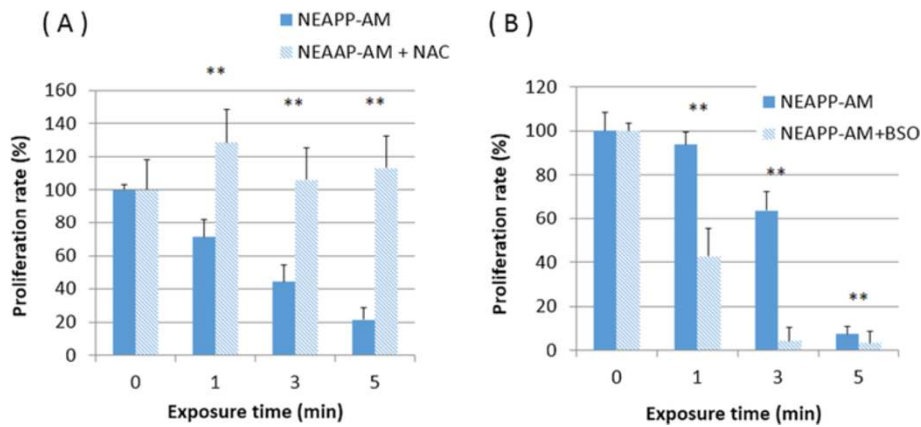 ( A )
NEAPP-AM
NEAAP-AM + NAC
Proliferation rate (%)
160
140
120
100
80
60
40
20
0
**
**
**
0 1 3 5
Exposure time (min)
( B )
NEAPP-AM
NEAPP-AM+BSO
Proliferation rate (%)
120
100
80
60
40
20
0
**
**
**
0 1 3 5
Exposure time (min)